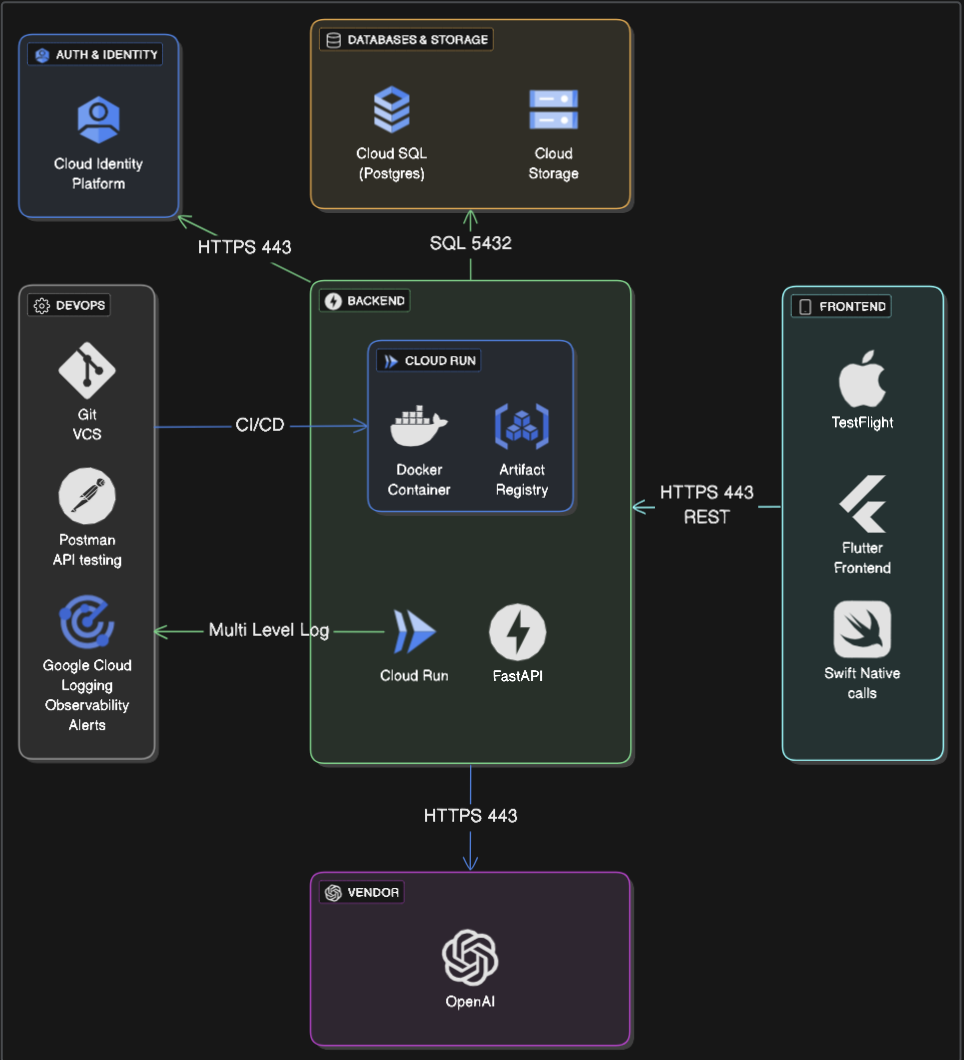 AUTH & IDENTITY
Cloud Identity
Platform
DATABASES & STORAGE
Cloud SQL
(Postgres)
Cloud
Storage
HTTPS 443
SQL 5432
DEVOPS
Git
VCS
Postman
API testing
Google Cloud
Logging
Observability
Alerts
CI/CD
Multi Level Log
BACKEND
CLOUD RUN
Docker
Container
Artifact
Registry
Cloud Run
FastAPI
HTTPS 443
REST
FRONTEND
TestFlight
Flutter
Frontend
Swift Native
calls
HTTPS 443
VENDOR
OpenAI